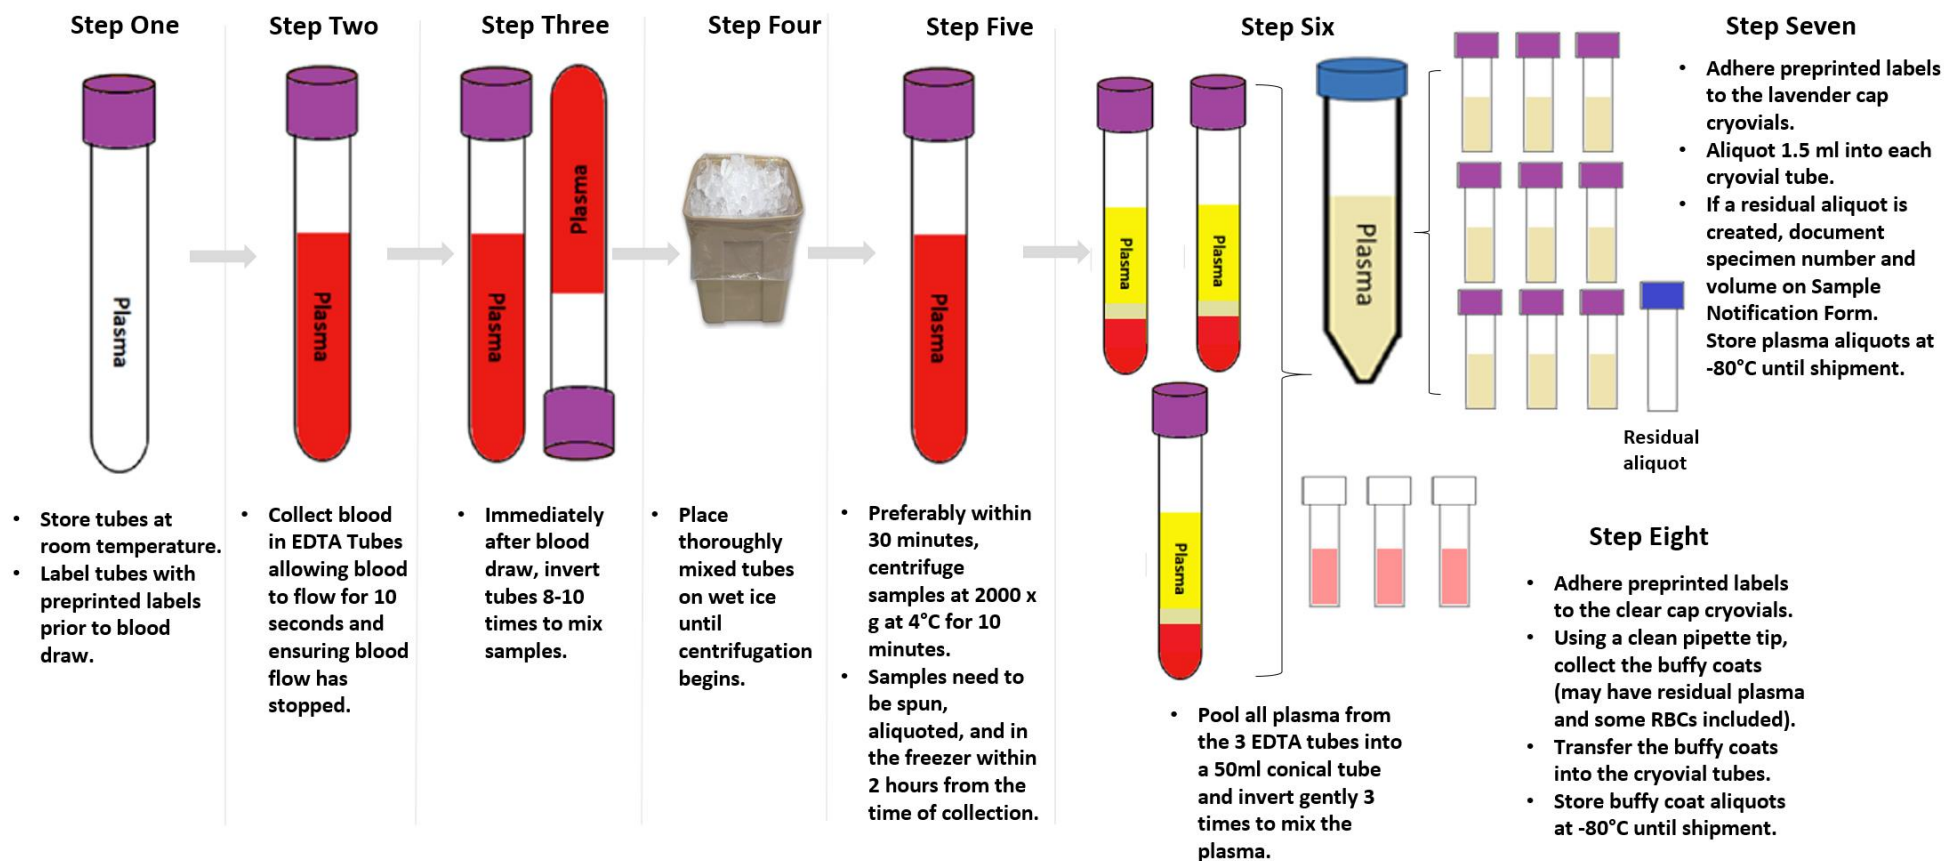 Step One
Plasma
• Store tubes at
room temperature.
• Label tubes with
preprinted labels
prior to blood
draw.
Step Two
Plasma
• Collect blood
in EDTA Tubes
allowing blood
to flow for 10
seconds and
ensuring blood
flow has
stopped.
Step Three
Plasma
Plasma
• Immediately
after blood
draw, invert
tubes 8-10
times to mix
samples.
Step Four
• Place
thoroughly
mixed tubes
on wet ice
until
centrifugation
begins.
Step Five
Plasma
• Preferably within
30 minutes,
centrifuge
samples at 2000 x
g at 4°C for 10
minutes.
• Samples need to
be spun,
aliquoted, and in
the freezer within
2 hours from the
time of collection.
Step Six
Plasma
Plasma
Plasma
Plasma
• Pool all plasma from
the 3 EDTA tubes into
a 50ml conical tube
and invert gently 3
times to mix the
plasma.
Step Seven
• Adhere preprinted labels
to the lavender cap
cryovials.
• Aliquot 1.5 ml into each
cryovial tube.
• If a residual aliquot is
created, document
specimen number and
volume on Sample
Notification Form.
Store plasma aliquots at
-80°C until shipment.
Residual
aliquot
Step Eight
• Adhere preprinted labels
to the clear cap cryovials.
• Using a clean pipette tip,
collect the buffy coats
(may have residual plasma
and some RBCs included).
• Transfer the buffy coats
into the cryovial tubes.
• Store buffy coat aliquots
at -80°C until shipment.